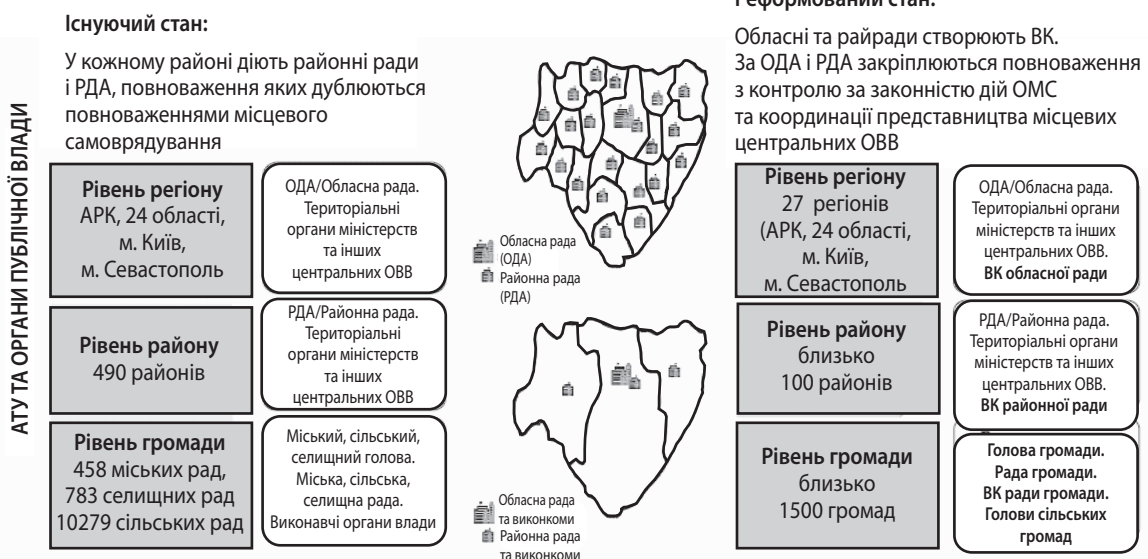 АТУ ТА ОРГАНИ ПУБЛІЧНОЇ ВЛАДИ
Існуючий стан:
У кожному районі діють районні ради
і РДА, повноваження яких дублюються
повноваженнями місцевого
самоврядування
Рівень регіону
АРК, 24 області,
м. Київ,
м. Севастополь
ОДА/Обласна рада.
Територіальні
органи міністерств
та інших
центральних ОВВ
Рівень району
490 районів
РДА/Районна рада.
Територіальні
органи міністерств
та інших
центральних ОВВ
Рівень громади
458 міських рад,
783 селищних рад
10279 сільських рад
Міський, сільський,
селищний голова.
Міська, сільська,
селищна рада.
Виконавчі органи влади
Обласна рада
(ОДА)
Районна рада
(РДА)
Обласна рада
та виконкоми
Районна рада
та виконкоми
Реформований стан:
Обласні та райради створюють ВК.
За ОДА і РДА закріплюються повноваження
з контролю за законністю дій ОМС
та координації представництва місцевих
центральних ОВВ
Рівень регіону
27 регіонів
(АРК, 24 області,
м. Київ,
м. Севастополь
ОДА/Обласна рада.
Територіальні органи
міністерств та інших
центральних ОВВ.
ВК обласної ради
Рівень району
близько
100 районів
РДА/Районна рада.
Територіальні органи
міністерств та інших
центральних ОВВ.
ВК районної ради
Рівень громади
близько
1500 громад
Голова громади.
Рада громади.
ВК ради громади.
Голови сільських
громад